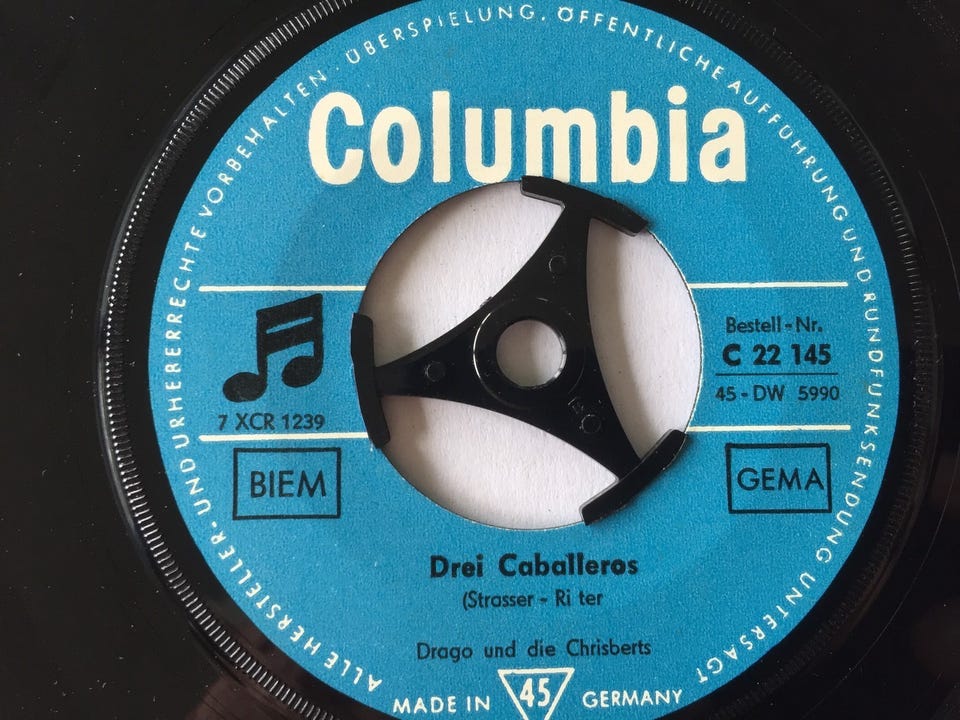 ALLE HERSTELLER- UND URHEBERRECHTE VORBEHALTEN · ÜBERSPIELUNG, ÖFFENTLICHE AUFFÜHRUNG UND RUNDFUNKSENDUNG UNTERSAGT
Columbia
Bestell-Nr.
C 22 145
45-DW 5990
7 XCR 1239
BIEM
GEMA
Drei Caballeros
(Strasser - Ri ter
Drago und die Chrisberts
MADE IN 45 GERMANY